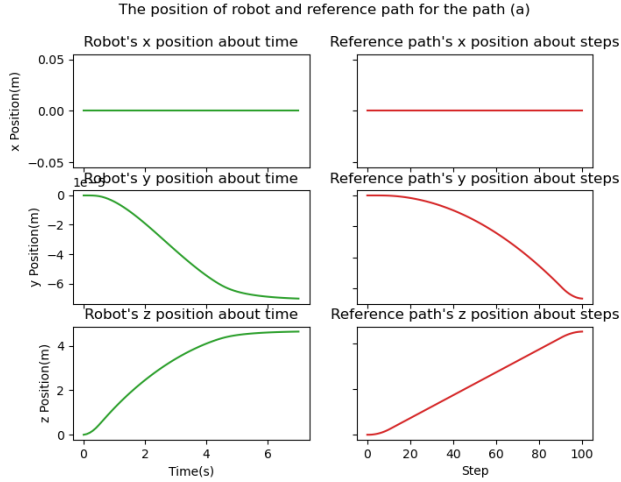 The position of robot and reference path for the path (a)
Robot's x position about time
Reference path's x position about steps
0.05
0.00
−0.05
x Position(m)
Robot's y position about time
Reference path's y position about steps
0
−2
−4
−6
y Position(m)
Robot's z position about time
Reference path's z position about steps
4
2
0
z Position(m)
0 2 4 6
0 20 40 60 80 100
Time(s)
Step